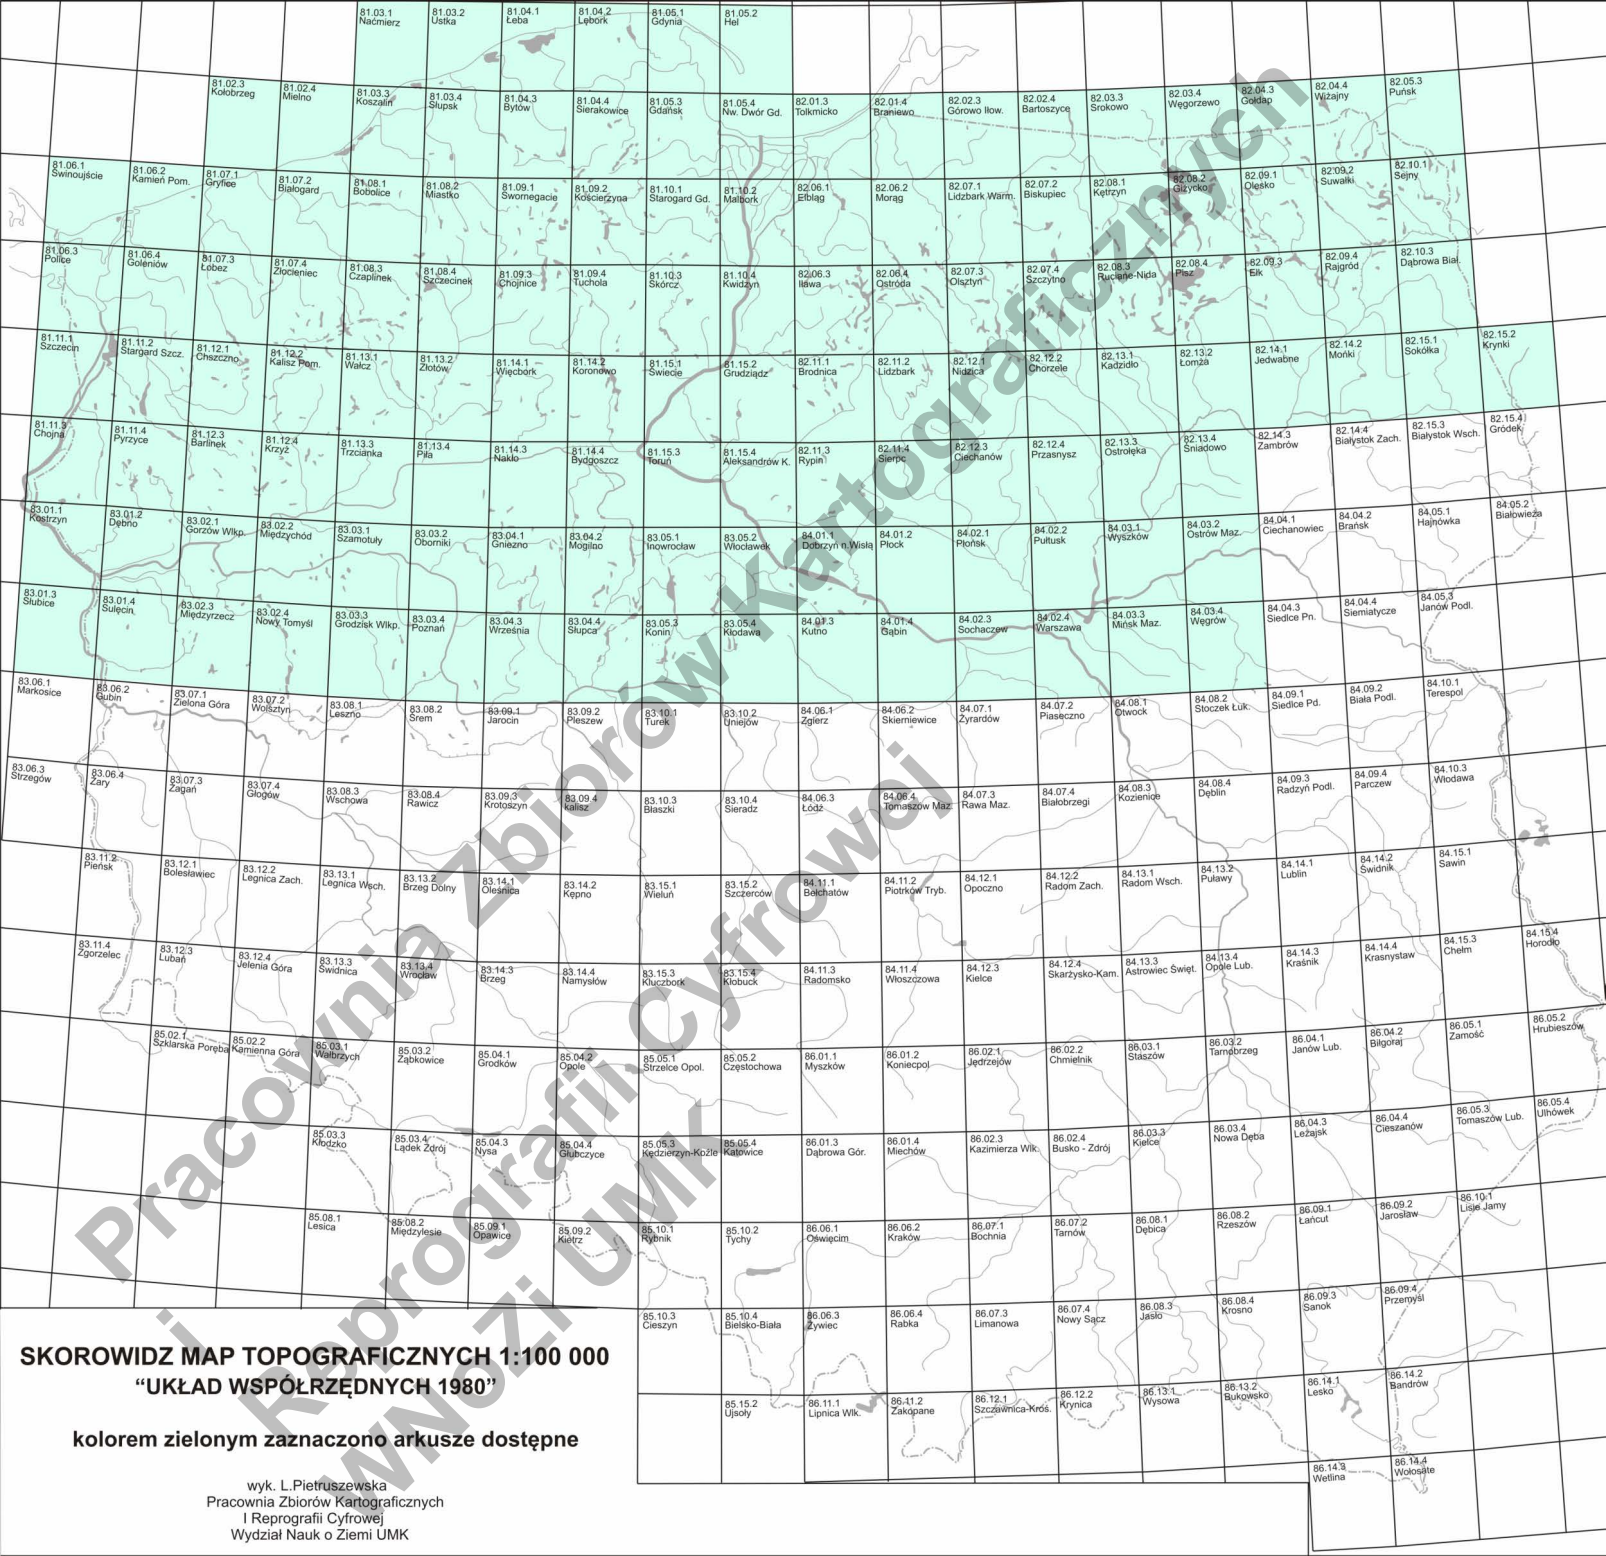 81.03.1
Naćmierz
81.03.2
Ustka
81.04.1
Łeba
81.04.2
Lębork
81.05.1
Gdynia
81.05.2
Hel
81.02.3
Kołobrzeg
81.02.4
Mielno
81.03.3
Koszalin
81.03.4
Słupsk
81.04.3
Bytów
81.04.4
Sierakowice
81.05.3
Gdańsk
81.05.4
Nw. Dwór Gd.
82.01.3
Tolkmicko
82.01.4
Braniewo
82.02.3
Górowo Iłow.
82.02.4
Bartoszyce
82.03.3
Srokowo
82.03.4
Węgorzewo
82.04.3
Gołdap
82.04.4
Wiżajny
82.05.3
Puńsk
81.06.1
Świnoujście
81.06.2
Kamień Pom.
81.07.1
Gryfice
81.07.2
Białogard
81.08.1
Bobolice
81.08.2
Miastko
81.09.1
Swornegacie
81.09.2
Kościerzyna
81.10.1
Starogard Gd.
81.10.2
Malbork
82.06.1
Elbląg
82.06.2
Morąg
82.07.1
Lidzbark Warm.
82.07.2
Biskupiec
82.08.1
Kętrzyn
82.08.2
Giżycko
82.09.1
Olesko
82.09.2
Suwałki
82.10.1
Sejny
81.06.3
Police
81.06.4
Goleniów
81.07.3
Łobez
81.07.4
Złocieniec
81.08.3
Czaplinek
81.08.4
Szczecinek
81.09.3
Chojnice
81.09.4
Tuchola
81.10.3
Skórcz
81.10.4
Kwidzyn
82.06.3
Iława
82.06.4
Ostróda
82.07.3
Olsztyn
82.07.4
Szczytno
82.08.3
Ruciane-Nida
82.08.4
Pisz
82.09.3
Ełk
82.09.4
Rajgród
82.10.3
Dąbrowa Biał.
81.11.1
Szczecin
81.11.2
Stargard Szcz.
81.12.1
Chszczno
81.12.2
Kalisz Pom.
81.13.1
Wałcz
81.13.2
Złotów
81.14.1
Więcbork
81.14.2
Koronowo
81.15.1
Świecie
81.15.2
Grudziądz
82.11.1
Brodnica
82.11.2
Lidzbark
82.12.1
Nidzica
82.12.2
Chorzele
82.13.1
Kadzidło
82.13.2
Łomża
82.14.1
Jedwabne
82.14.2
Mońki
82.15.1
Sokółka
82.15.2
Krynki
81.11.3
Chojna
81.11.4
Pyrzyce
81.12.3
Barlinek
81.12.4
Krzyż
81.13.3
Trzcianka
81.13.4
Piła
81.14.3
Nakło
81.14.4
Bydgoszcz
81.15.3
Toruń
81.15.4
Aleksandrów K.
82.11.3
Rypin
82.11.4
Sierpc
82.12.3
Ciechanów
82.12.4
Przasnysz
82.13.3
Ostrołęka
82.13.4
Śniadowo
82.14.3
Zambrów
82.14.4
Białystok Zach.
82.15.3
Białystok Wsch.
82.15.4
Gródek
83.01.1
Kostrzyn
83.01.2
Dębno
83.02.1
Gorzów Wlkp.
83.02.2
Międzychód
83.03.1
Szamotuły
83.03.2
Oborniki
83.04.1
Gniezno
83.04.2
Mogilno
83.05.1
Inowrocław
83.05.2
Włocławek
84.01.1
Dobrzyń n.Wisłą
84.01.2
Płock
84.02.1
Płońsk
84.02.2
Pułtusk
84.03.1
Wyszków
84.03.2
Ostrów Maz.
84.04.1
Ciechanowiec
84.04.2
Brańsk
84.05.1
Hajnówka
84.05.2
Białowieża
83.01.3
Słubice
83.01.4
Sulęcin
83.02.3
Międzyrzecz
83.02.4
Nowy Tomyśl
83.03.3
Grodzisk Wlkp.
83.03.4
Poznań
83.04.3
Września
83.04.4
Słupca
83.05.3
Konin
83.05.4
Kłodawa
84.01.3
Kutno
84.01.4
Gąbin
84.02.3
Sochaczew
84.02.4
Warszawa
84.03.3
Mińsk Maz.
84.03.4
Węgrów
84.04.3
Siedlce Pn.
84.04.4
Siemiatycze
84.05.3
Janów Podl.
83.06.1
Markosice
83.06.2
Gubin
83.07.1
Zielona Góra
83.07.2
Wolsztyn
83.08.1
Leszno
83.08.2
Śrem
83.09.1
Jarocin
83.09.2
Pleszew
83.10.1
Turek
83.10.2
Uniejów
84.06.1
Zgierz
84.06.2
Skierniewice
84.07.1
Żyrardów
84.07.2
Piaseczno
84.08.1
Otwock
84.08.2
Stoczek Łuk.
84.09.1
Siedlce Pd.
84.09.2
Biała Podl.
84.10.1
Terespol
83.06.3
Strzegów
83.06.4
Żary
83.07.3
Żagań
83.07.4
Głogów
83.08.3
Wschowa
83.08.4
Rawicz
83.09.3
Krotoszyn
83.09.4
kalisz
83.10.3
Błaszki
83.10.4
Sieradz
84.06.3
Łódź
84.06.4
Tomaszów Maz.
84.07.3
Rawa Maz.
84.07.4
Białobrzegi
84.08.3
Kozienice
84.08.4
Dęblin
84.09.3
Radzyń Podl.
84.09.4
Parczew
84.10.3
Włodawa
83.11.2
Pieńsk
83.12.1
Bolesławiec
83.12.2
Legnica Zach.
83.13.1
Legnica Wsch.
83.13.2
Brzeg Dolny
83.14.1
Oleśnica
83.14.2
Kępno
83.15.1
Wieluń
83.15.2
Szczerców
84.11.1
Bełchatów
84.11.2
Piotrków Tryb.
84.12.1
Opoczno
84.12.2
Radom Zach.
84.13.1
Radom Wsch.
84.13.2
Puławy
84.14.1
Lublin
84.14.2
Świdnik
84.15.1
Sawin
83.11.4
Zgorzelec
83.12.3
Lubań
83.12.4
Jelenia Góra
83.13.3
Świdnica
83.13.4
Wrocław
83.14.3
Brzeg
83.14.4
Namysłów
83.15.3
Kluczbork
83.15.4
Kłobuck
84.11.3
Radomsko
84.11.4
Włoszczowa
84.12.3
Kielce
84.12.4
Skarżysko-Kam.
84.13.3
Astrowiec Święt.
84.13.4
Opole Lub.
84.14.3
Kraśnik
84.14.4
Krasnystaw
84.15.3
Chełm
84.15.4
Horodło
85.02.1
Szklarska Poręba
85.02.2
Kamienna Góra
85.03.1
Wałbrzych
85.03.2
Ząbkowice
85.04.1
Grodków
85.04.2
Opole
85.05.1
Strzelce Opol.
85.05.2
Częstochowa
86.01.1
Myszków
86.01.2
Koniecpol
86.02.1
Jędrzejów
86.02.2
Chmielnik
86.03.1
Staszów
86.03.2
Tarnobrzeg
86.04.1
Janów Lub.
86.04.2
Biłgoraj
86.05.1
Zamość
86.05.2
Hrubieszów
85.03.3
Kłodzko
85.03.4
Lądek Zdrój
85.04.3
Nysa
85.04.4
Głubczyce
85.05.3
Kędzierzyn-Koźle
85.05.4
Katowice
86.01.3
Dąbrowa Gór.
86.01.4
Miechów
86.02.3
Kazimierza Wlk.
86.02.4
Busko - Zdrój
86.03.3
Kielce
86.03.4
Nowa Dęba
86.04.3
Leżajsk
86.04.4
Cieszanów
86.05.3
Tomaszów Lub.
86.05.4
Ulhówek
85.08.1
Lesica
85.08.2
Międzylesie
85.09.1
Opawice
85.09.2
Kietrz
85.10.1
Rybnik
85.10.2
Tychy
86.06.1
Oświęcim
86.06.2
Kraków
86.07.1
Bochnia
86.07.2
Tarnów
86.08.1
Dębica
86.08.2
Rzeszów
86.09.1
Łańcut
86.09.2
Jarosław
86.10.1
Lisie Jamy
85.10.3
Cieszyn
85.10.4
Bielsko-Biała
86.06.3
Żywiec
86.06.4
Rabka
86.07.3
Limanowa
86.07.4
Nowy Sącz
86.08.3
Jasło
86.08.4
Krosno
86.09.3
Sanok
86.09.4
Przemyśl
85.15.2
Ujsoły
86.11.1
Lipnica Wlk.
86.11.2
Zakopane
86.12.1
Szczawnica-Kroś.
86.12.2
Krynica
86.13.1
Wysowa
86.13.2
Bukowsko
86.14.1
Lesko
86.14.2
Bandrów
86.14.3
Wetlina
86.14.4
Wołosate
SKOROWIDZ MAP TOPOGRAFICZNYCH 1:100 000
“UKŁAD WSPÓŁRZĘDNYCH 1980”
kolorem zielonym zaznaczono arkusze dostępne
wyk. L.Pietruszewska
Pracownia Zbiorów Kartograficznych
I Reprografii Cyfrowej
Wydział Nauk o Ziemi UMK
Pracownia Zbiorów Kartograficznych
i
Reprografii Cyfrowej
WNoZi UMK